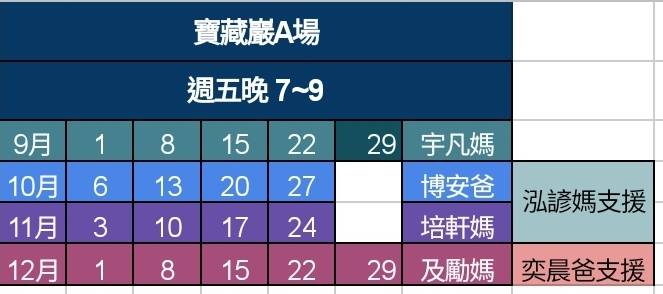 寶藏巖A場
週五晚 7~9
9月 1 8 15 22 29 宇凡媽
10月 6 13 20 27 博安爸
泓諺媽支援
11月 3 10 17 24 培軒媽
12月 1 8 15 22 29 及勵媽 奕晨爸支援